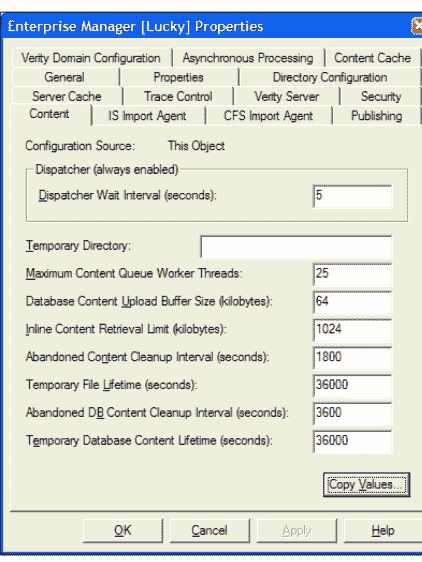 Enterprise Manager [Lucky] Properties
Verity Domain Configuration Asynchronous Processing Content Cache
General Properties Directory Configuration
Server Cache Trace Control Verity Server Security
Content IS Import Agent CFS Import Agent Publishing
Configuration Source: This Object
Dispatcher (always enabled)
Dispatcher Wait Interval (seconds): 5
Temporary Directory:
Maximum Content Queue Worker Threads: 25
Database Content Upload Buffer Size (kilobytes): 64
Inline Content Retrieval Limit (kilobytes): 1024
Abandoned Content Cleanup Interval (seconds): 1800
Temporary File Lifetime (seconds): 36000
Abandoned DB Content Cleanup Interval (seconds): 3600
Temporary Database Content Lifetime (seconds): 36000
Copy Values...
OK Cancel Apply Help